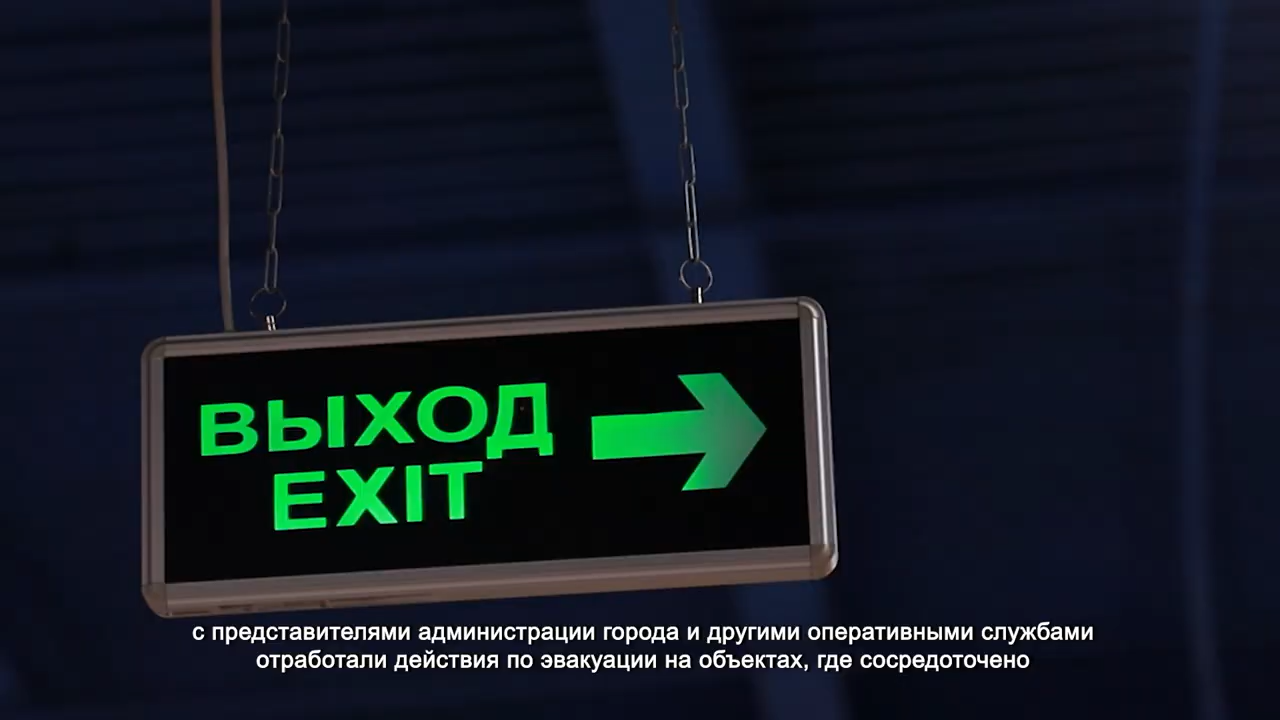 ВЫХОД
EXIT
с представителями администрации города и другими оперативными службами
отработали действия по эвакуации на объектах, где сосредоточено